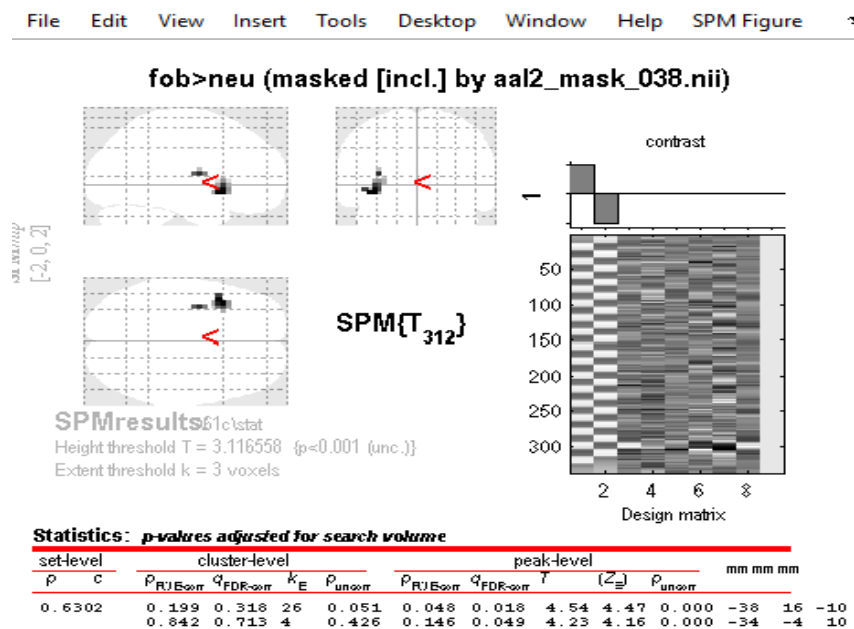 File Edit View Insert Tools Desktop Window Help SPM Figure
fob>neu (masked [incl.] by aal2_mask_038.nii)
contrast
1
[-2, 0, 2]
<
<
<
SPM{T312}
50
100
150
200
250
300
2 4 6 8
Design matrix
SPMresults: 61c\stat
Height threshold T = 3.116558 {p<0.001 (unc.)}
Extent threshold k = 3 voxels
Statistics: p-values adjusted for search volume
set-level cluster-level peak-level mm mm mm
p c pFWE-corr qFDR-corr kE puncorr pFWE-corr qFDR-corr T (Z≡) puncorr
0.630 2 0.199 0.318 26 0.051 0.048 0.018 4.54 4.47 0.000 -38 16 -10
0.842 0.713 4 0.426 0.146 0.049 4.23 4.16 0.000 -34 -4 10